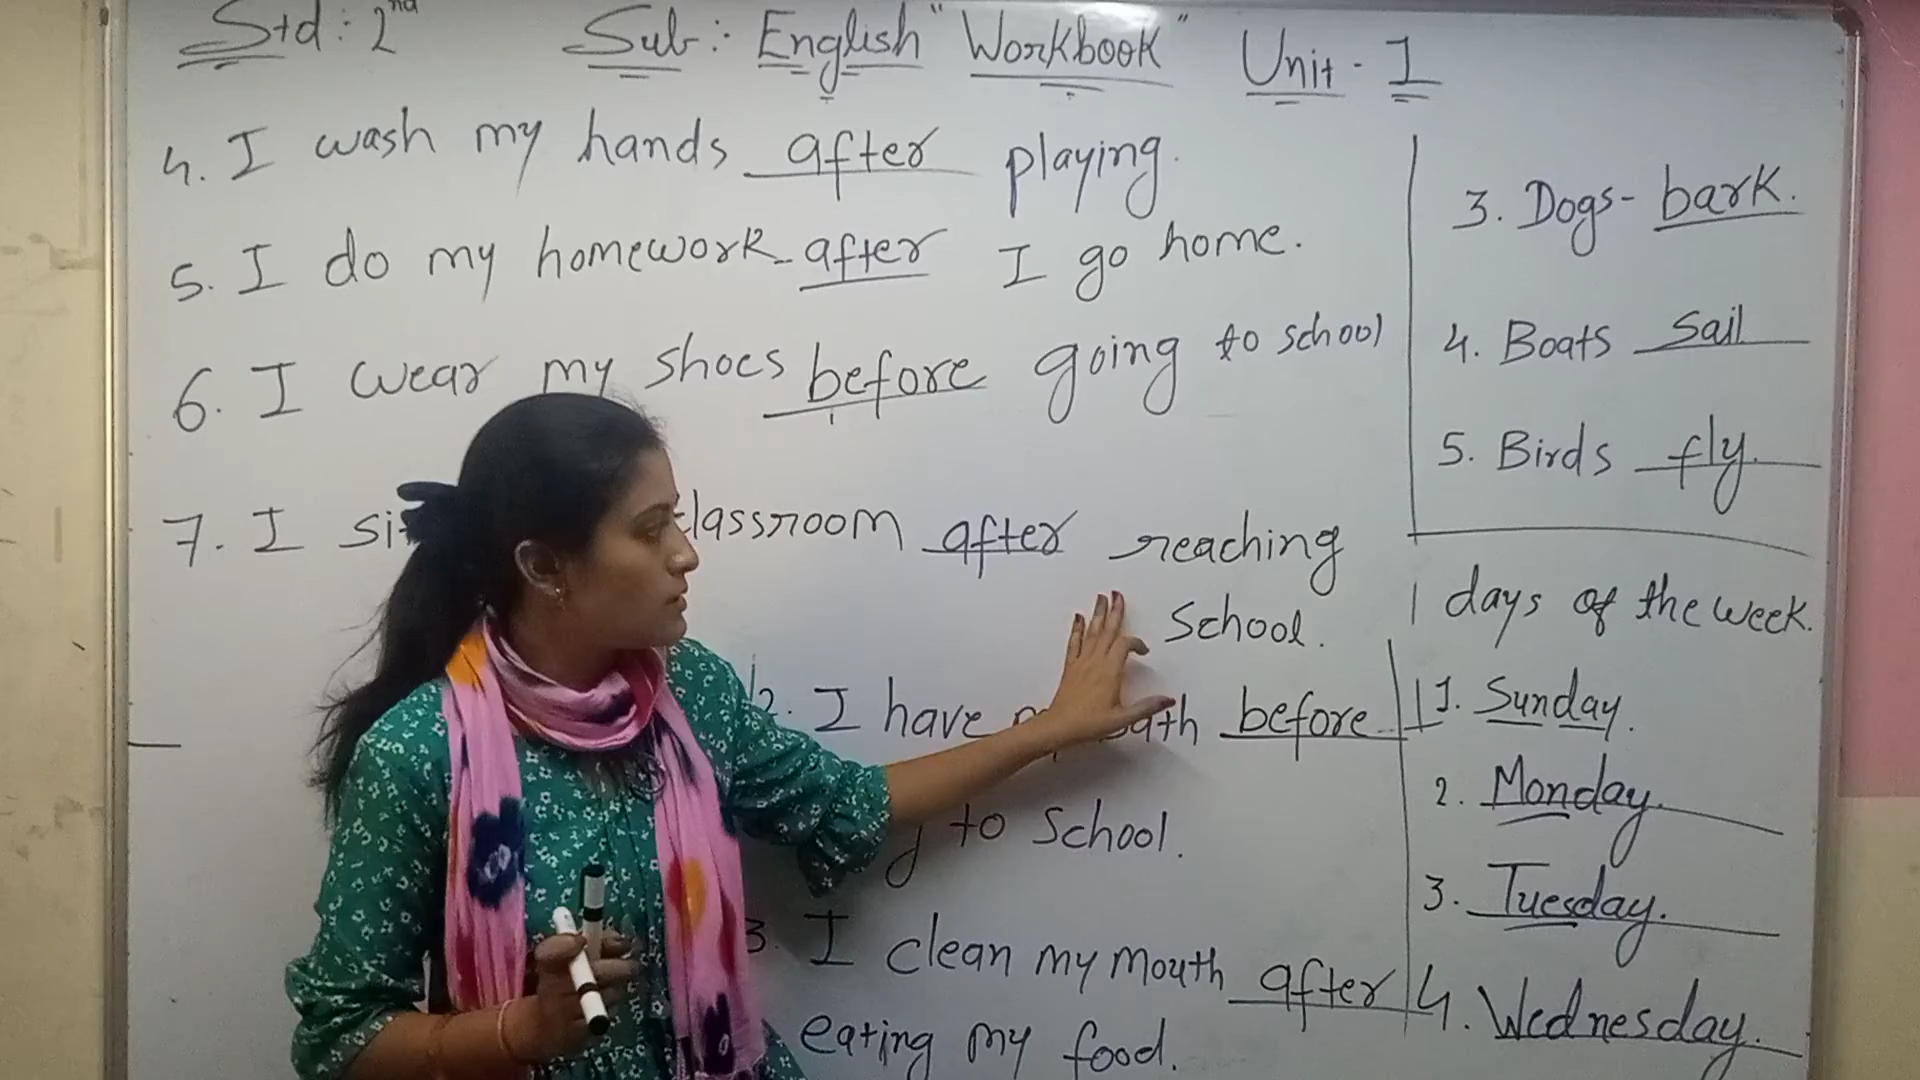 Std : 2nd Sub :- English "Workbook" Unit - 1
4. I wash my hands after playing.
5. I do my homework after I go home.
6. I wear my shoes before going to school
7. I classroom after reaching
School.
2. I have before
to School.
3. I clean my mouth after
eating my food.
3. Dogs - bark.
4. Boats sail
5. Birds fly.
days of the week.
1. Sunday.
2. Monday.
3. Tuesday.
4. Wednesday.